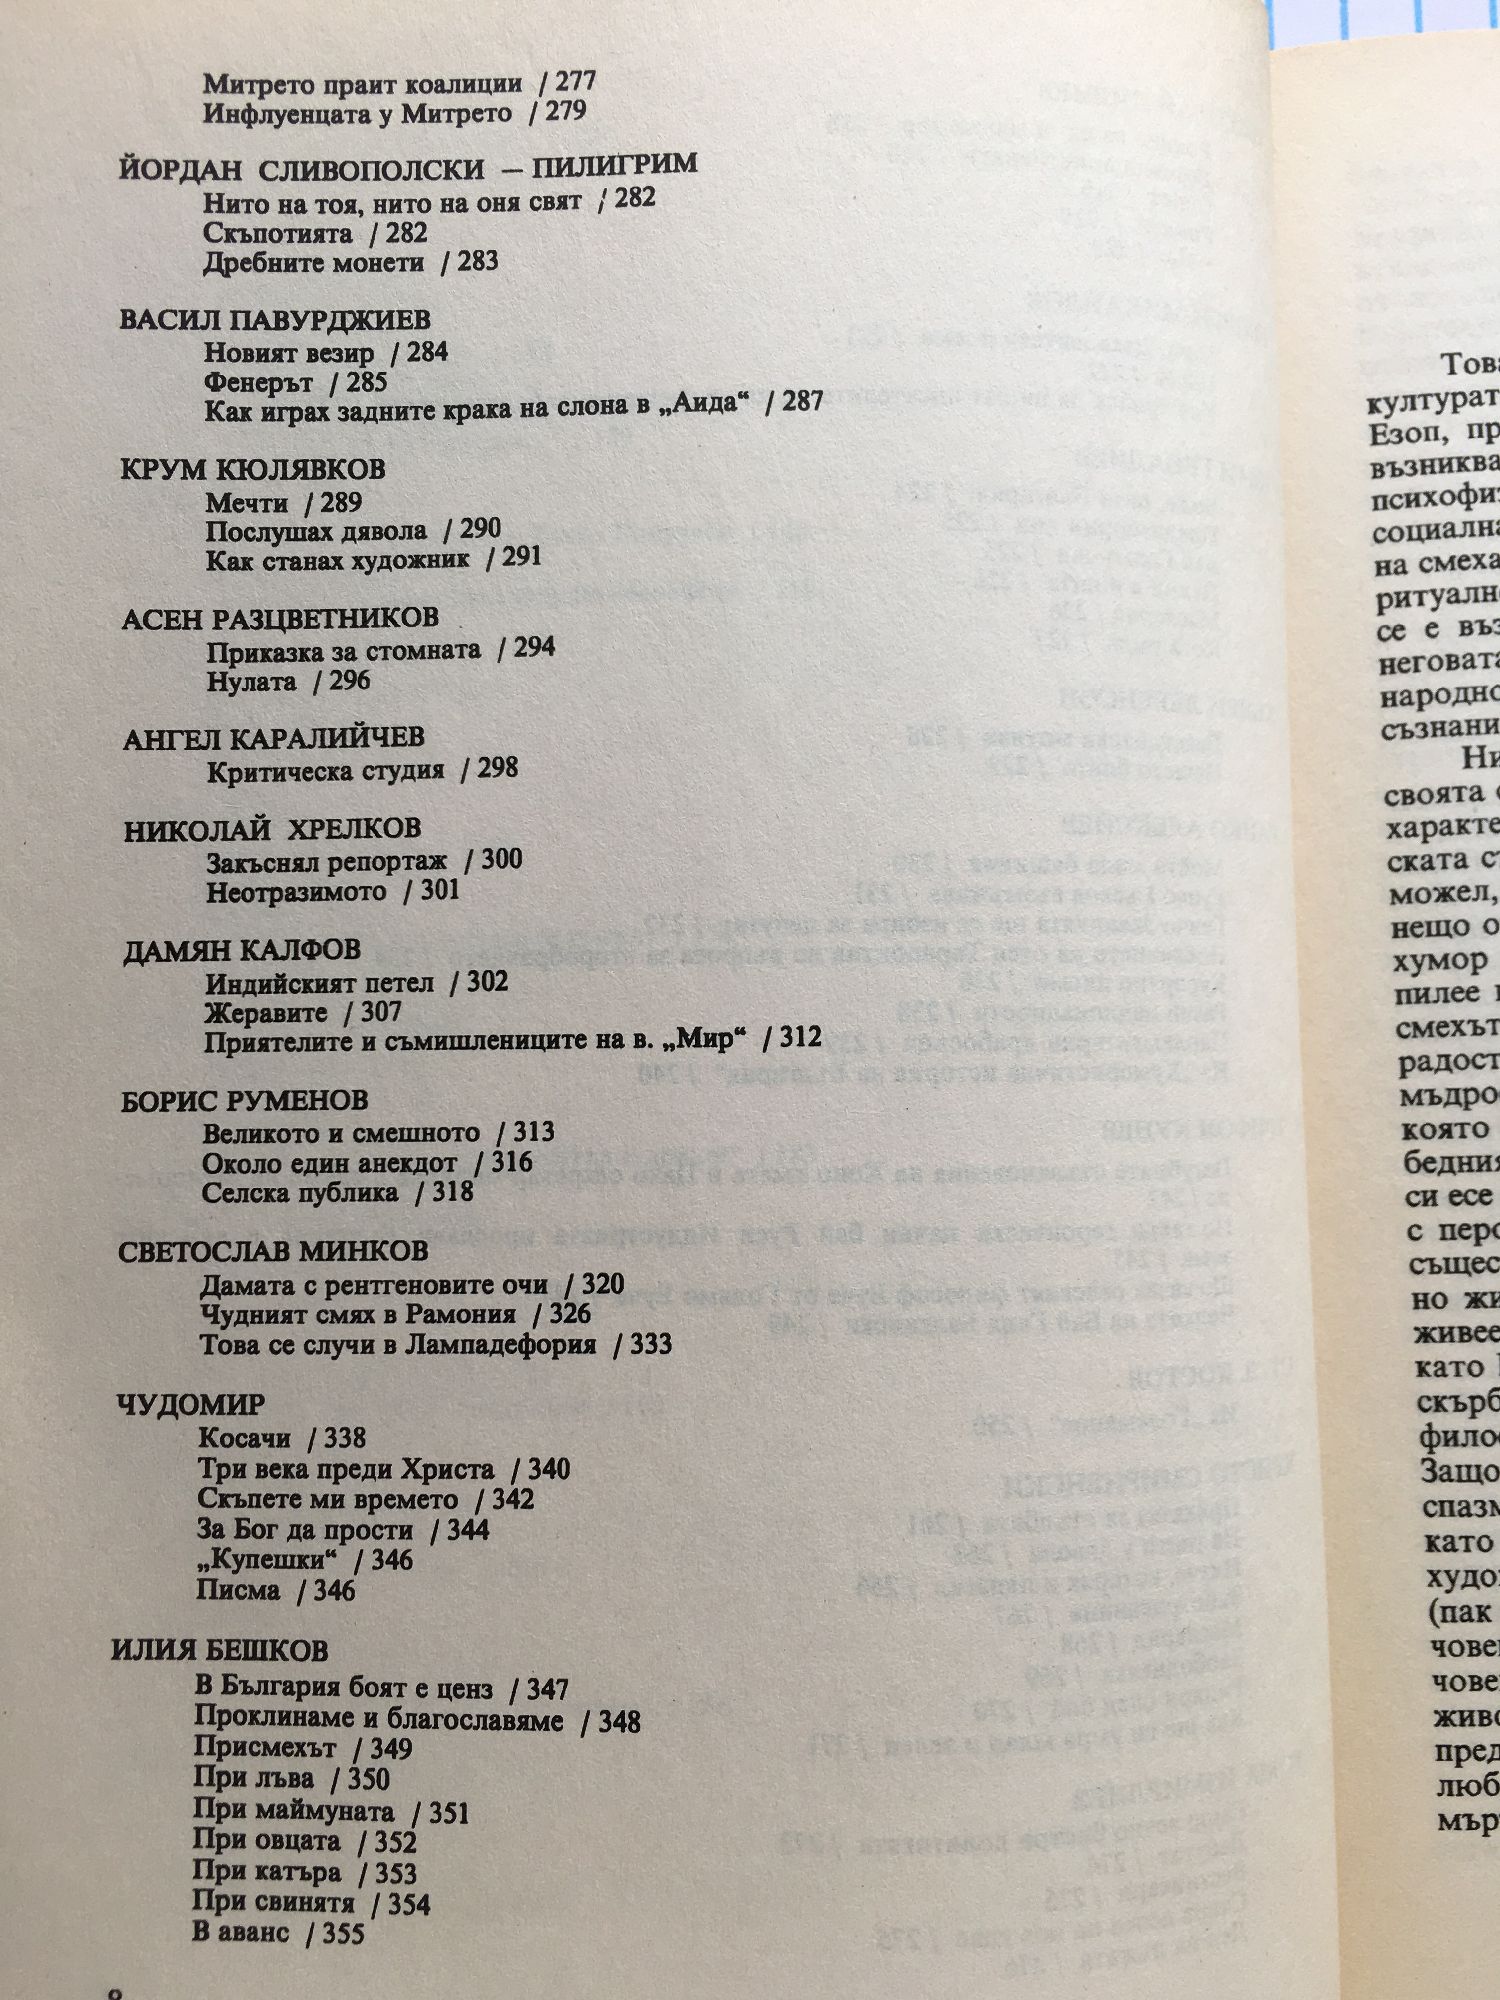 Митрето праит коалиции / 277
Инфлуенцата у Митрето / 279
ЙОРДАН СЛИВОПОЛСКИ – ПИЛИГРИМ
Нито на тоя, нито на оня свят / 282
Скъпотията / 282
Дребните монети / 283
ВАСИЛ ПАВУРДЖИЕВ
Новият везир / 284
Фенерът / 285
Как играх задните крака на слона в „Аида“ / 287
КРУМ КЮЛЯВКОВ
Мечти / 289
Послушах дявола / 290
Как станах художник / 291
АСЕН РАЗЦВЕТНИКОВ
Приказка за стомната / 294
Нулата / 296
АНГЕЛ КАРАЛИЙЧЕВ
Критическа студия / 298
НИКОЛАЙ ХРЕЛКОВ
Закъснял репортаж / 300
Неотразимото / 301
ДАМЯН КАЛФОВ
Индийският петел / 302
Жеравите / 307
Приятелите и съмишлениците на в. „Мир“ / 312
БОРИС РУМЕНОВ
Великото и смешното / 313
Около един анекдот / 316
Селска публика / 318
СВЕТОСЛАВ МИНКОВ
Дамата с рентгеновите очи / 320
Чудният смях в Рамония / 326
Това се случи в Лампадефория / 333
ЧУДОМИР
Косачи / 338
Три века преди Христа / 340
Скъпете ми времето / 342
За Бог да прости / 344
„Купешки“ / 346
Писма / 346
ИЛИЯ БЕШКОВ
В България боят е ценз / 347
Проклинаме и благославяме / 348
Присмехът / 349
При лъва / 350
При маймуната / 351
При овцата / 352
При катъра / 353
При свинятя / 354
В аванс / 355
Това
културат
Езоп, пр
възниква
психофиз
социална
на смеха
ритуално
се е въз
неговата
народно
съзнани
Ни
своята
характе
ската ст
можел,
нещо о
хумор
пилее
смехът
радост
мъдро
която
бедния
си есе
с перо
същес
но жи
живее
като
скърб
фило
Защо
спазм
като
худо
(пак
чове
чове
живо
пред
люб
мър